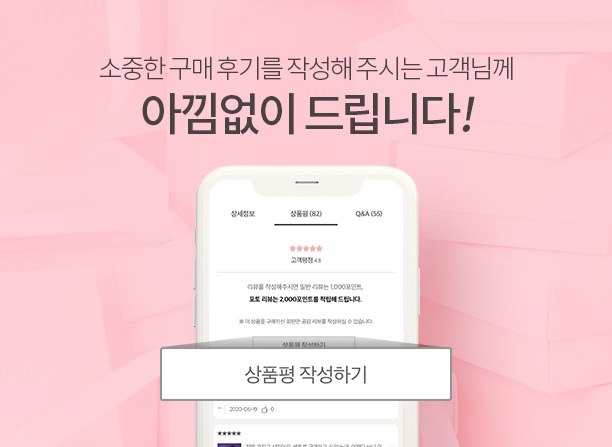 소중한 구매 후기를 작성해 주시는 고객님께
아낌없이 드립니다!
상세정보 상품평 (82) Q&A (55)
★★★★★
고객평점 4.8
리뷰를 작성해주시면 일반 리뷰는 1,000포인트,
포토 리뷰는 2,000포인트를 적립해 드립니다.
※ 이 상품을 구매하신 회원만 공감 리뷰를 작성하실 수 있습니다.
상품평 작성하기
상품평 작성하기
2020-05-19 0
★★★★★